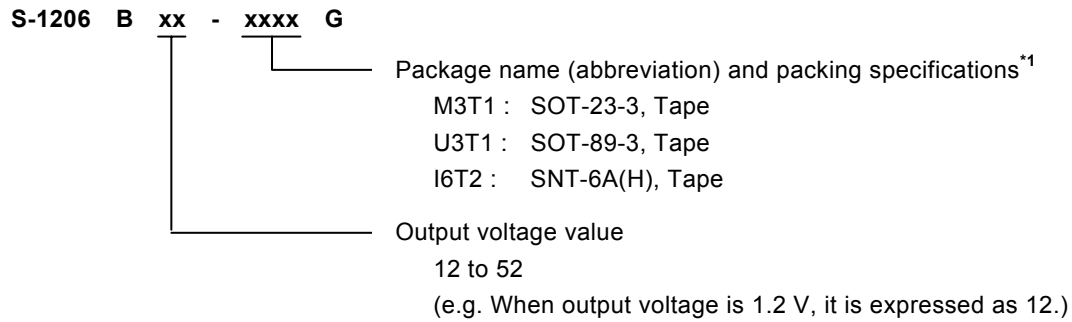 S-1206 B xx - xxxx G
Package name (abbreviation) and packing specifications*1
M3T1 : SOT-23-3, Tape
U3T1 : SOT-89-3, Tape
I6T2 : SNT-6A(H), Tape
Output voltage value
12 to 52
(e.g. When output voltage is 1.2 V, it is expressed as 12.)